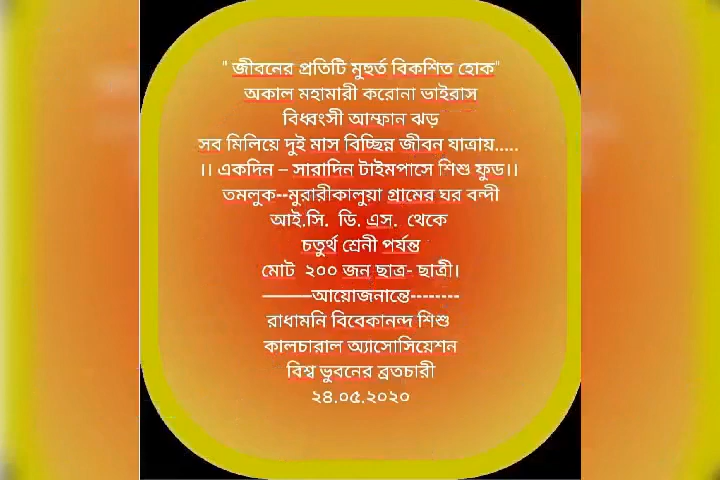 " জীবনের প্রতিটি মুহুর্ত বিকশিত হোক"
অকাল মহামারী করোনা ভাইরাস
বিধ্বংসী আম্ফান ঝড়
সব মিলিয়ে দুই মাস বিচ্ছিন্ন জীবন যাত্রায়.....
।। একদিন – সারাদিন টাইমপাসে শিশু ফুড।।
তমলুক--মুরারীকালুয়া গ্রামের ঘর বন্দী
আই.সি. ডি. এস. থেকে
চতুর্থ শ্রেনী পর্যন্ত
মোট ২০০ জন ছাত্র- ছাত্রী।
———আয়োজনান্তে--------
রাধামনি বিবেকানন্দ শিশু
কালচারাল অ্যাসোসিয়েশন
বিশ্ব ভুবনের ব্রতচারী
২৪.০৫.২০২০